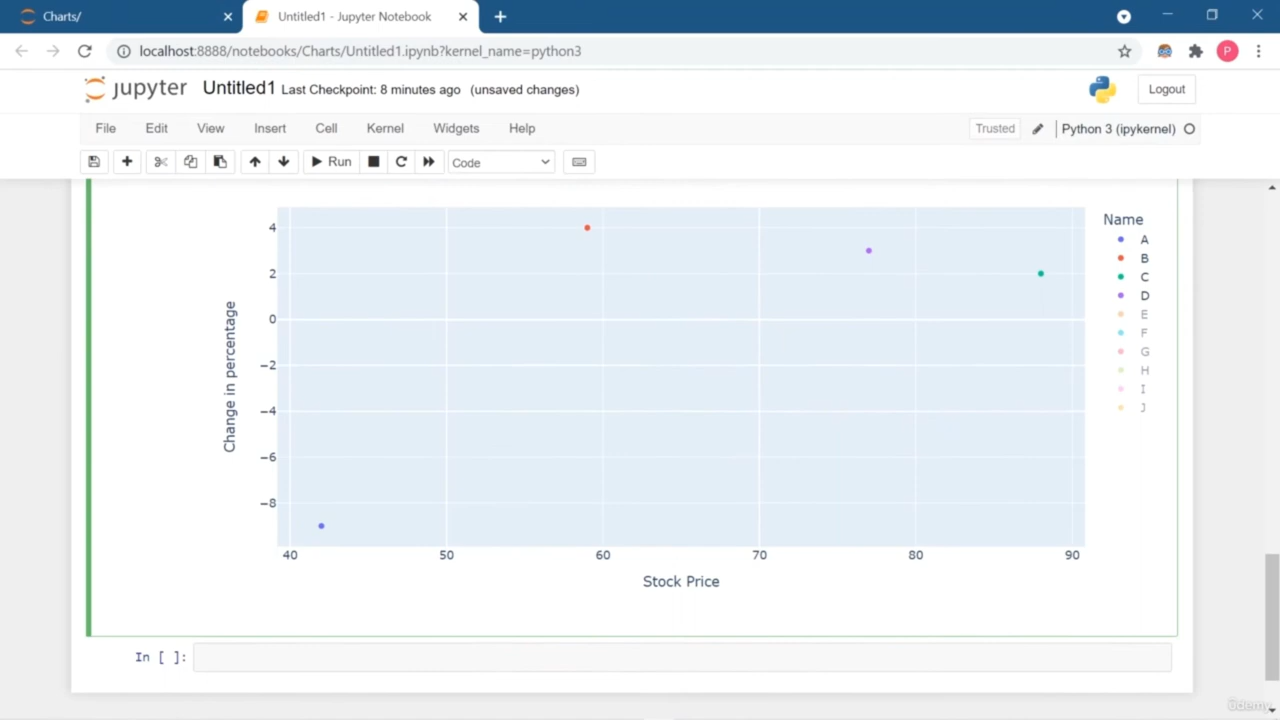 Charts/
Untitled1 - Jupyter Notebook
localhost:8888/notebooks/Charts/Untitled1.ipynb?kernel_name=python3
P
jupyter Untitled1 Last Checkpoint: 8 minutes ago (unsaved changes)
Logout
File Edit View Insert Cell Kernel Widgets Help
Trusted
Python 3 (ipykernel)
Run
Code
4
2
0
−2
−4
−6
−8
Change in percentage
40 50 60 70 80 90
Stock Price
Name
A
B
C
D
E
F
G
H
I
J
In [ ]:
ûdemy